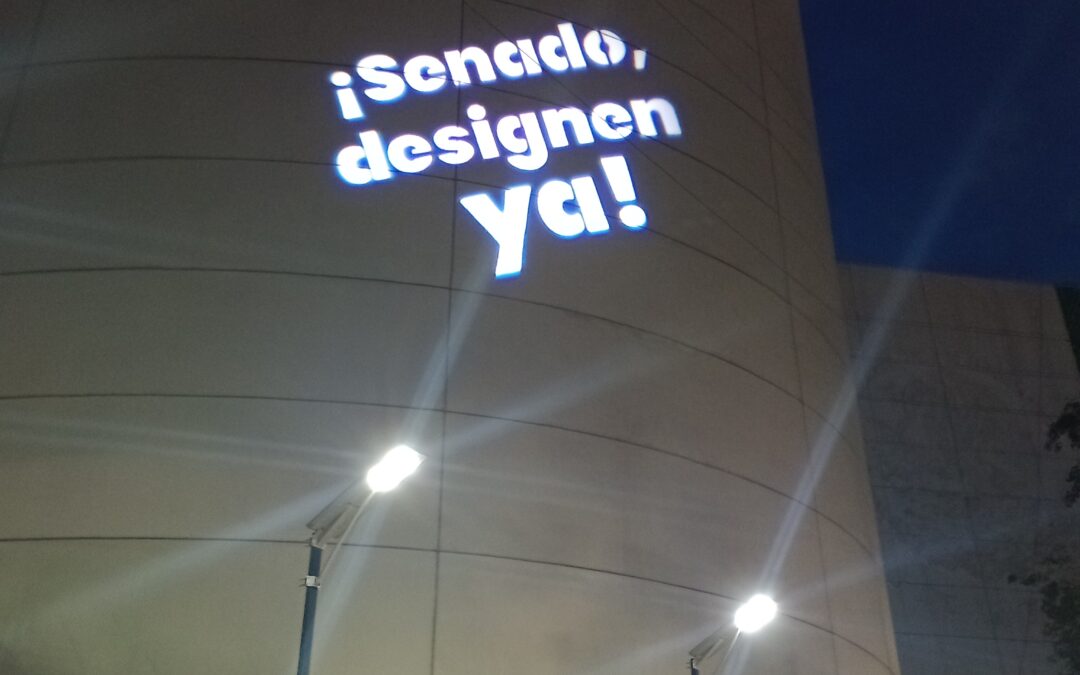 ¡Senado,
designen
ya!